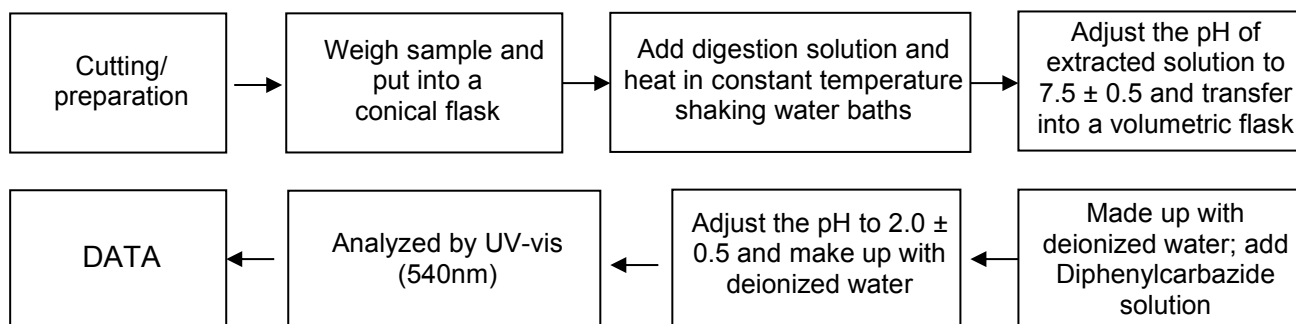 Cutting/
preparation
Weigh sample and
put into a
conical flask
Add digestion solution and
heat in constant temperature
shaking water baths
Adjust the pH of
extracted solution to
7.5 ± 0.5 and transfer
into a volumetric flask
Made up with
deionized water; add
Diphenylcarbazide
solution
Adjust the pH to 2.0 ±
0.5 and make up with
deionized water
Analyzed by UV-vis
(540nm)
DATA